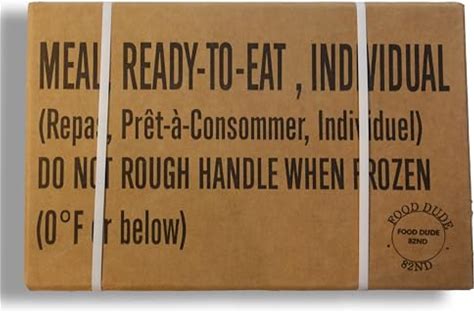 MEAL, READY-TO-EAT , INDIVIDUAL
(Repas, Prêt-à-Consommer, Individuel)
DO NOT ROUGH HANDLE WHEN FROZEN
(0°F or below)
FOOD DUDE
FOOD DUDE
82ND
82ND